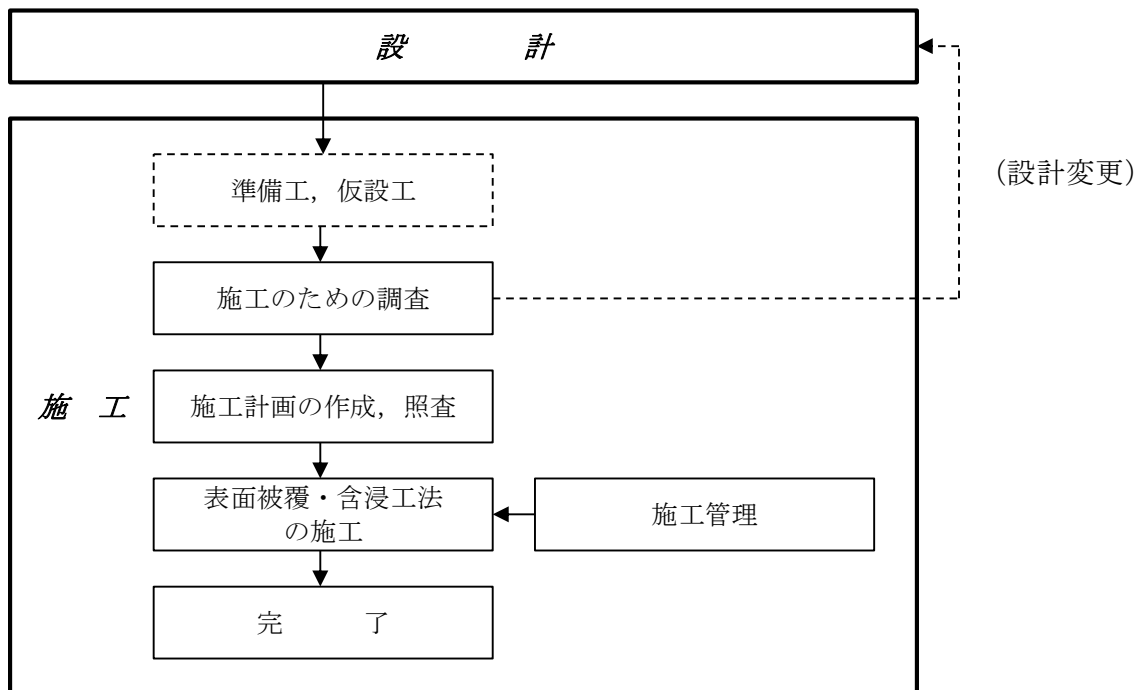 設　　計
準備工，仮設工
（設計変更）
施工のための調査
施　工
施工計画の作成，照査
表面被覆・含浸工法
の施工
施工管理
完　　了